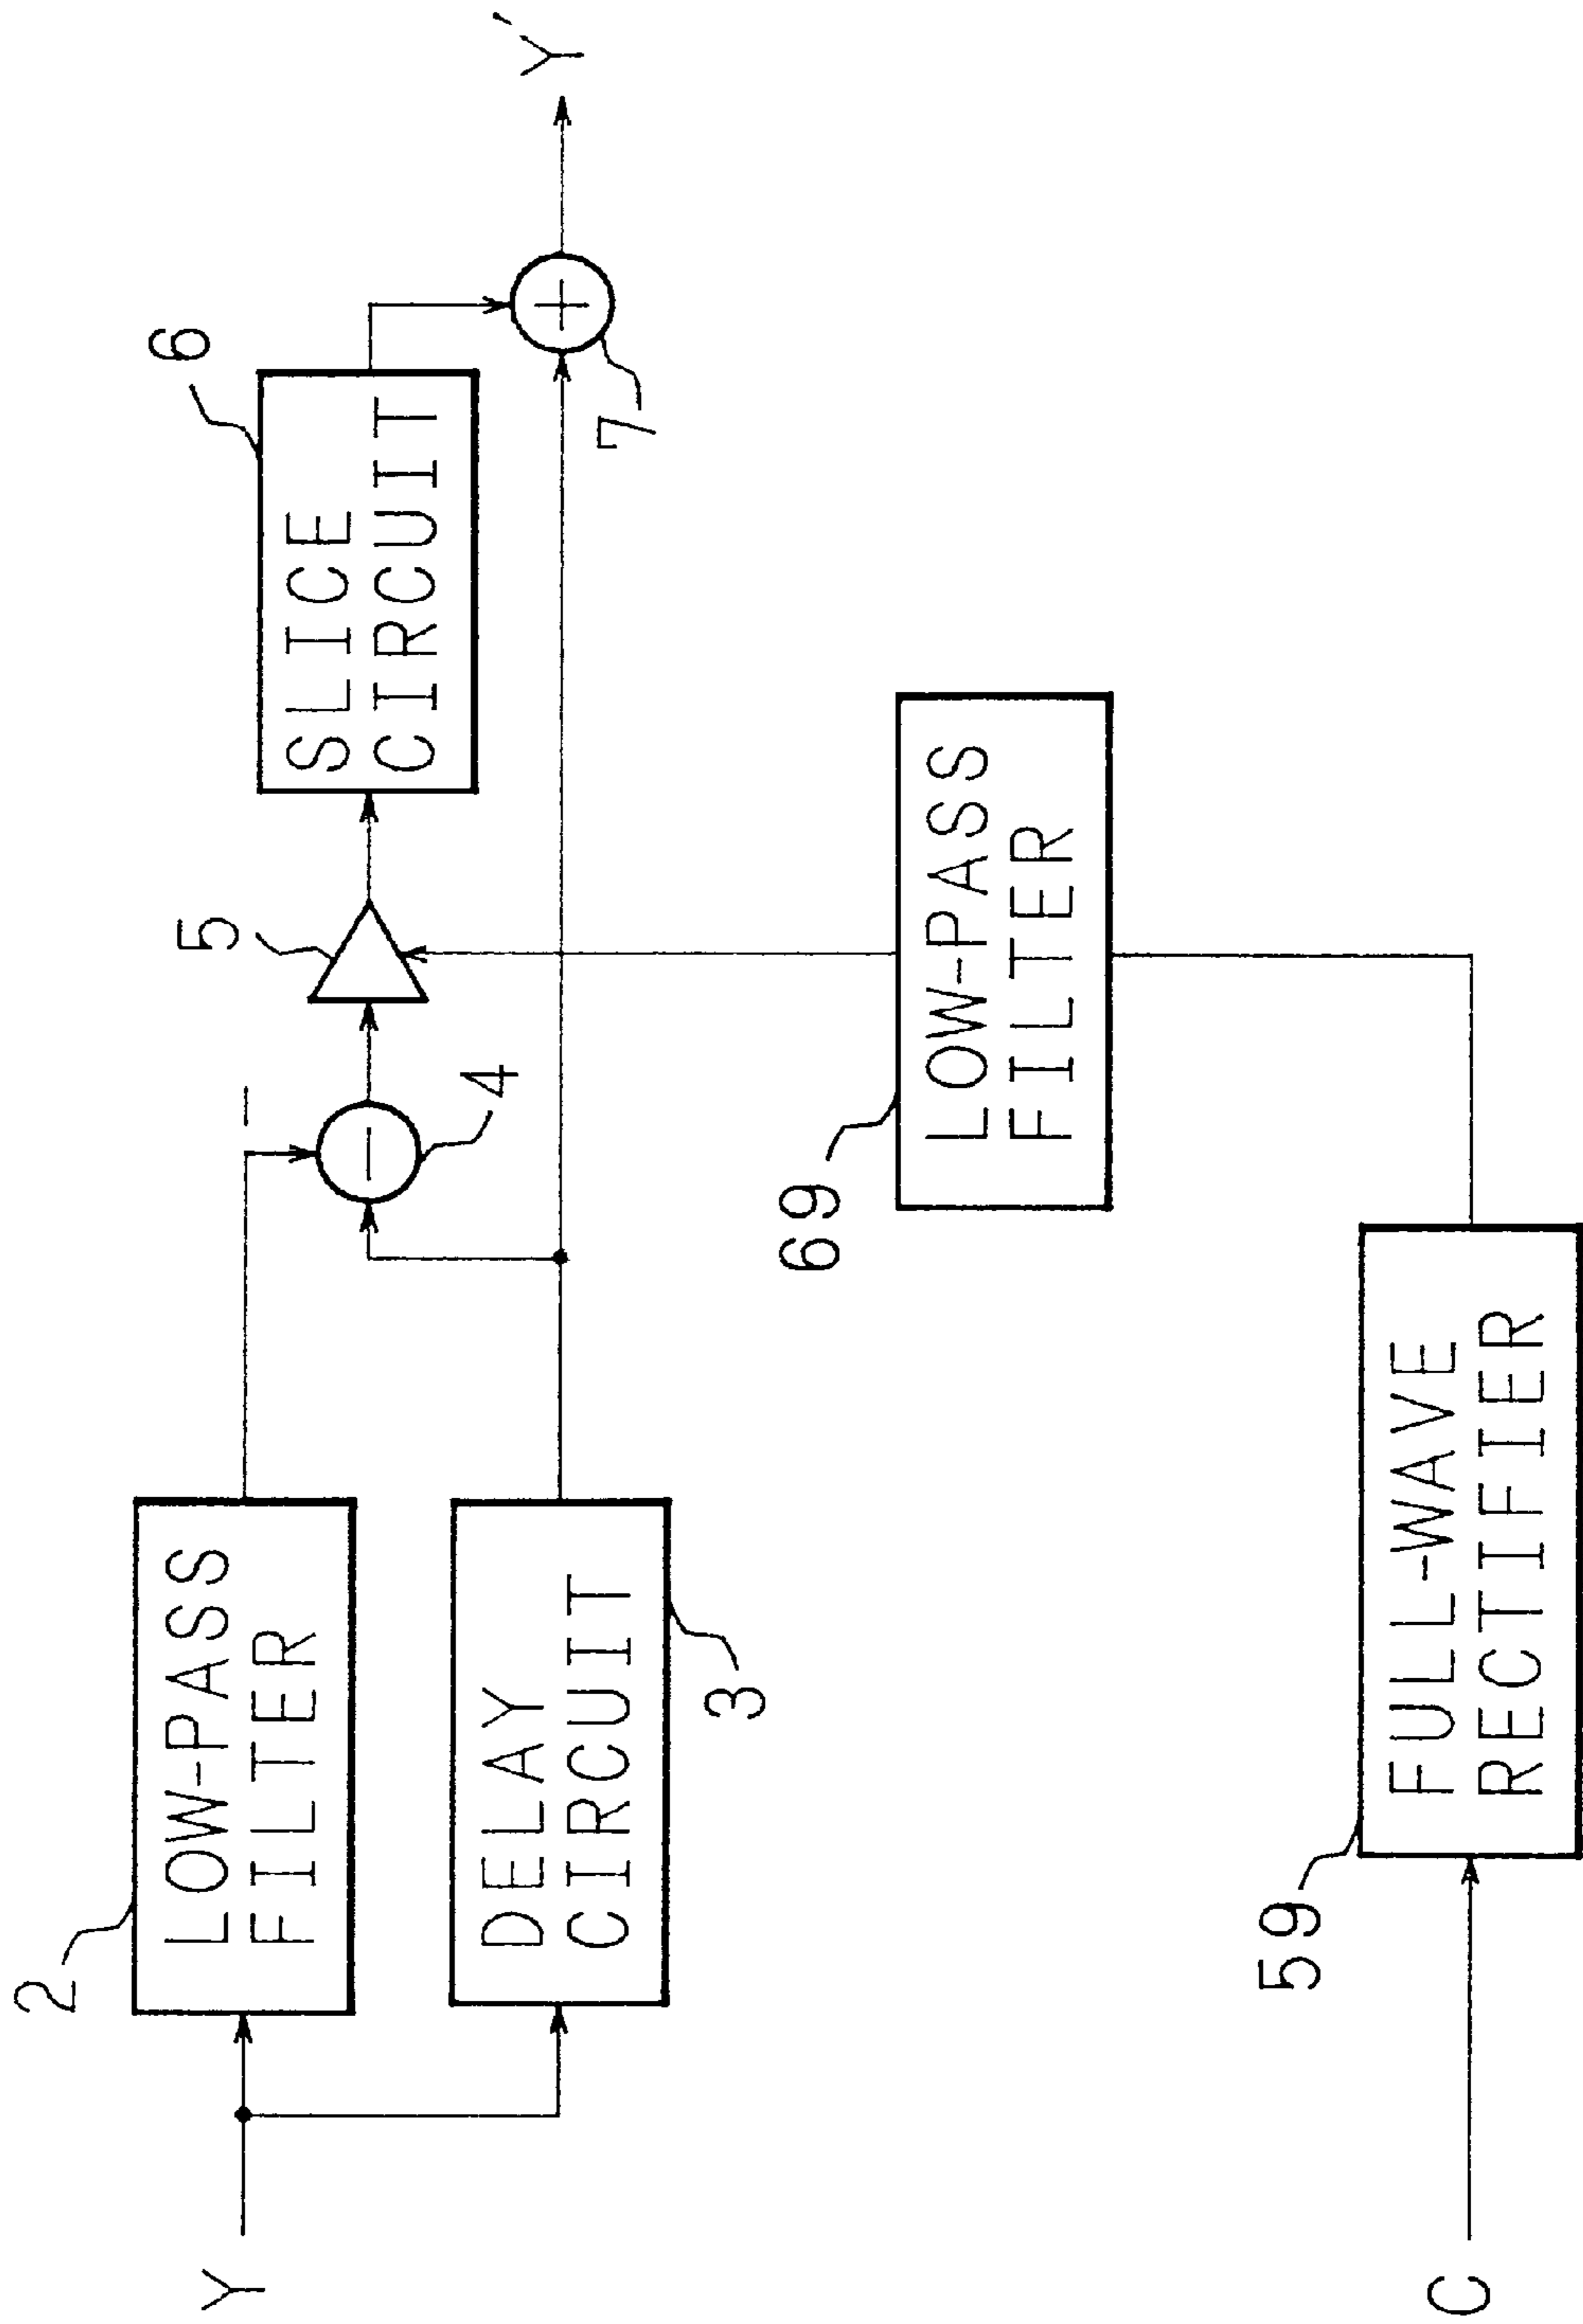 Y
2
LOW-PASS
FILTER
DELAY
CIRCUIT
3
−
4
5
6
SLICE
CIRCUIT
7
Y'
69
LOW-PASS
FILTER
C
59
FULL-WAVE
RECTIFIER